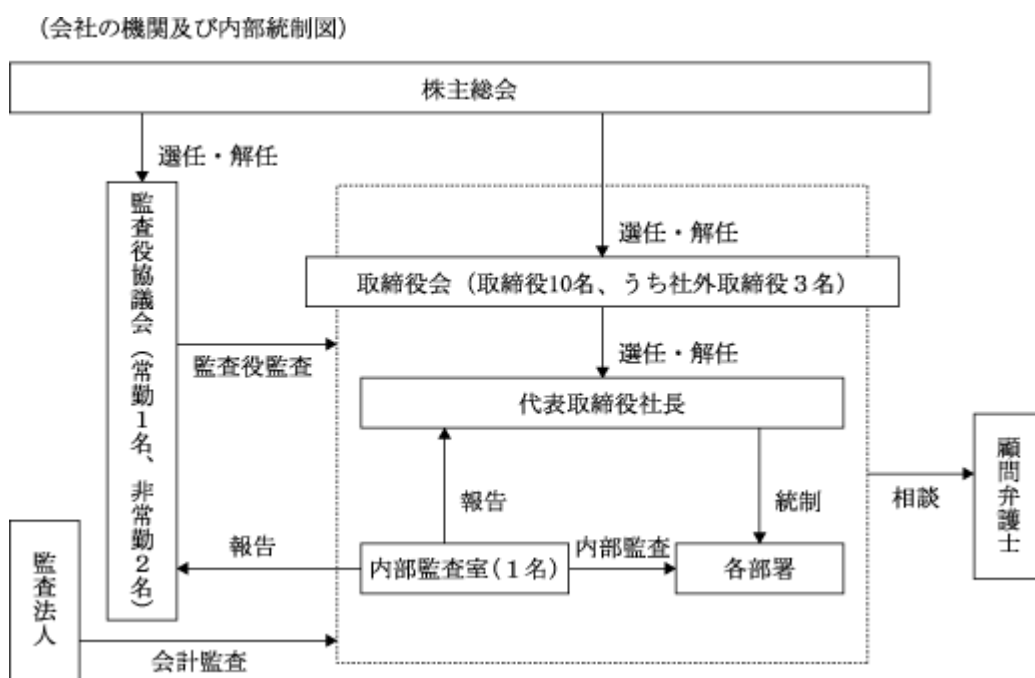 （会社の機関及び内部統制図）
株主総会
選任・解任
選任・解任
監査役協議会（常勤１名、非常勤２名）
取締役会（取締役10名、うち社外取締役３名）
選任・解任
監査役監査
代表取締役社長
報告
統制
相談
顧問弁護士
報告
内部監査室(１名)
内部監査
各部署
監査法人
会計監査